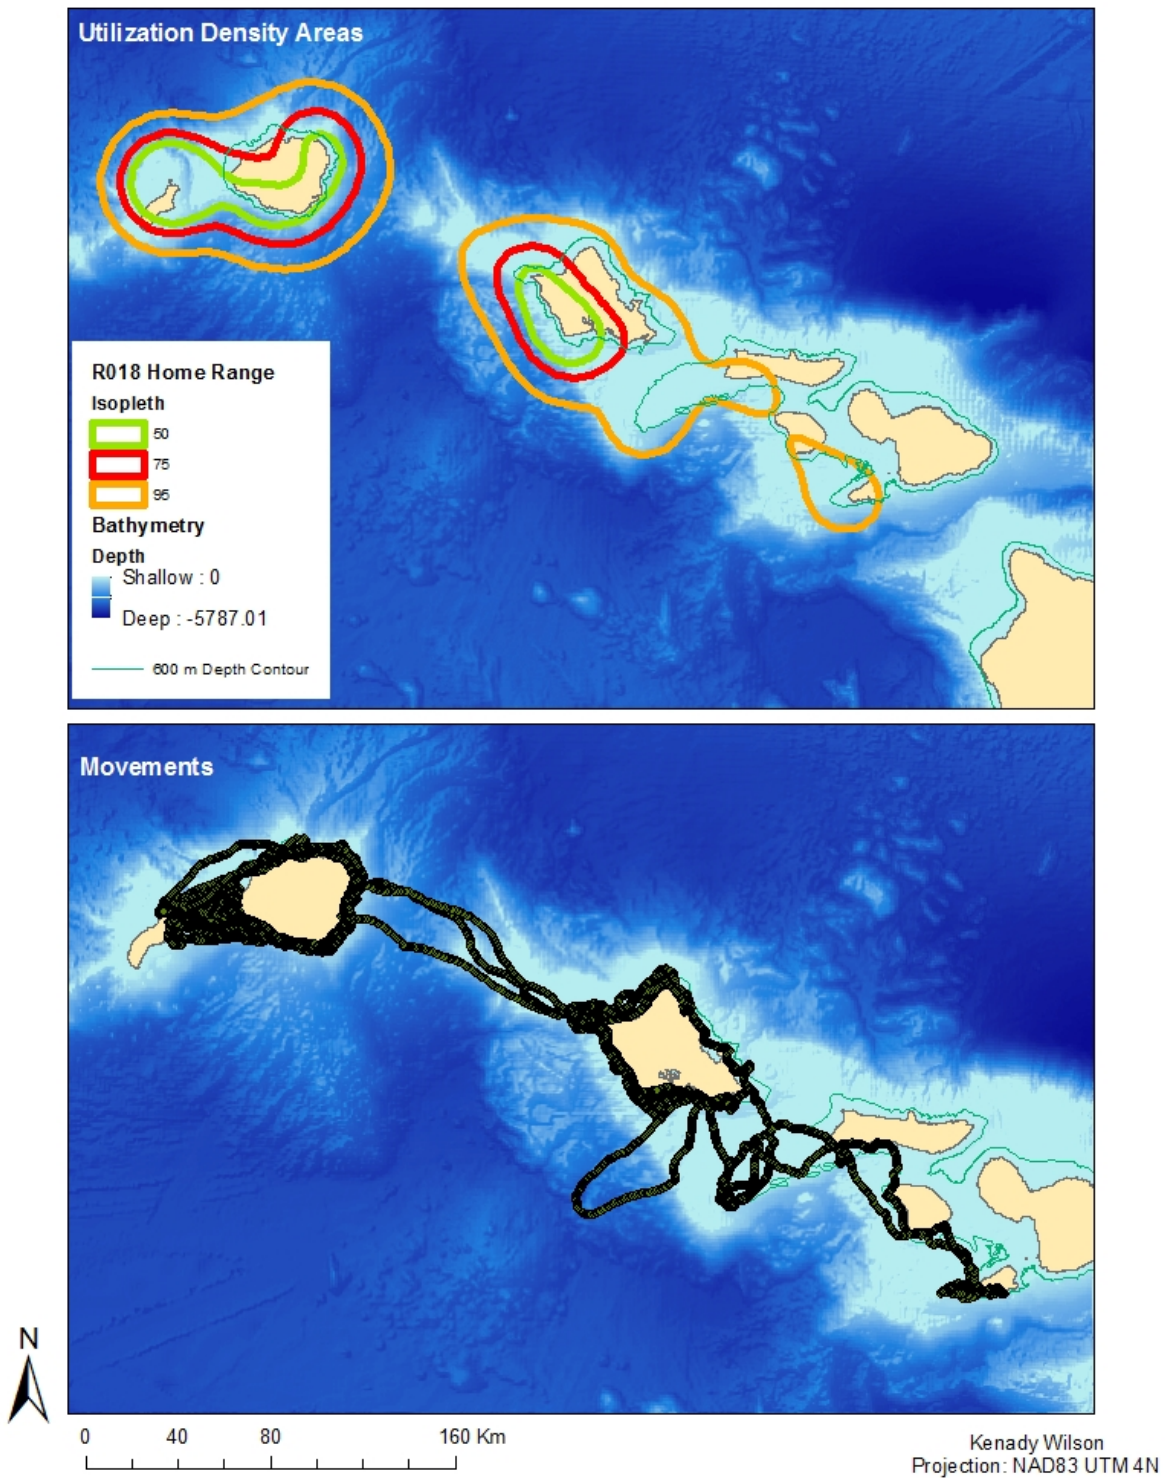 Utilization Density Areas
R018 Home Range
Isopleth
50
75
95
Bathymetry
Depth
Shallow : 0
Deep : -5787.01
600 m Depth Contour
Movements
N
0 40 80 160 Km
Kenady Wilson
Projection: NAD83 UTM 4N